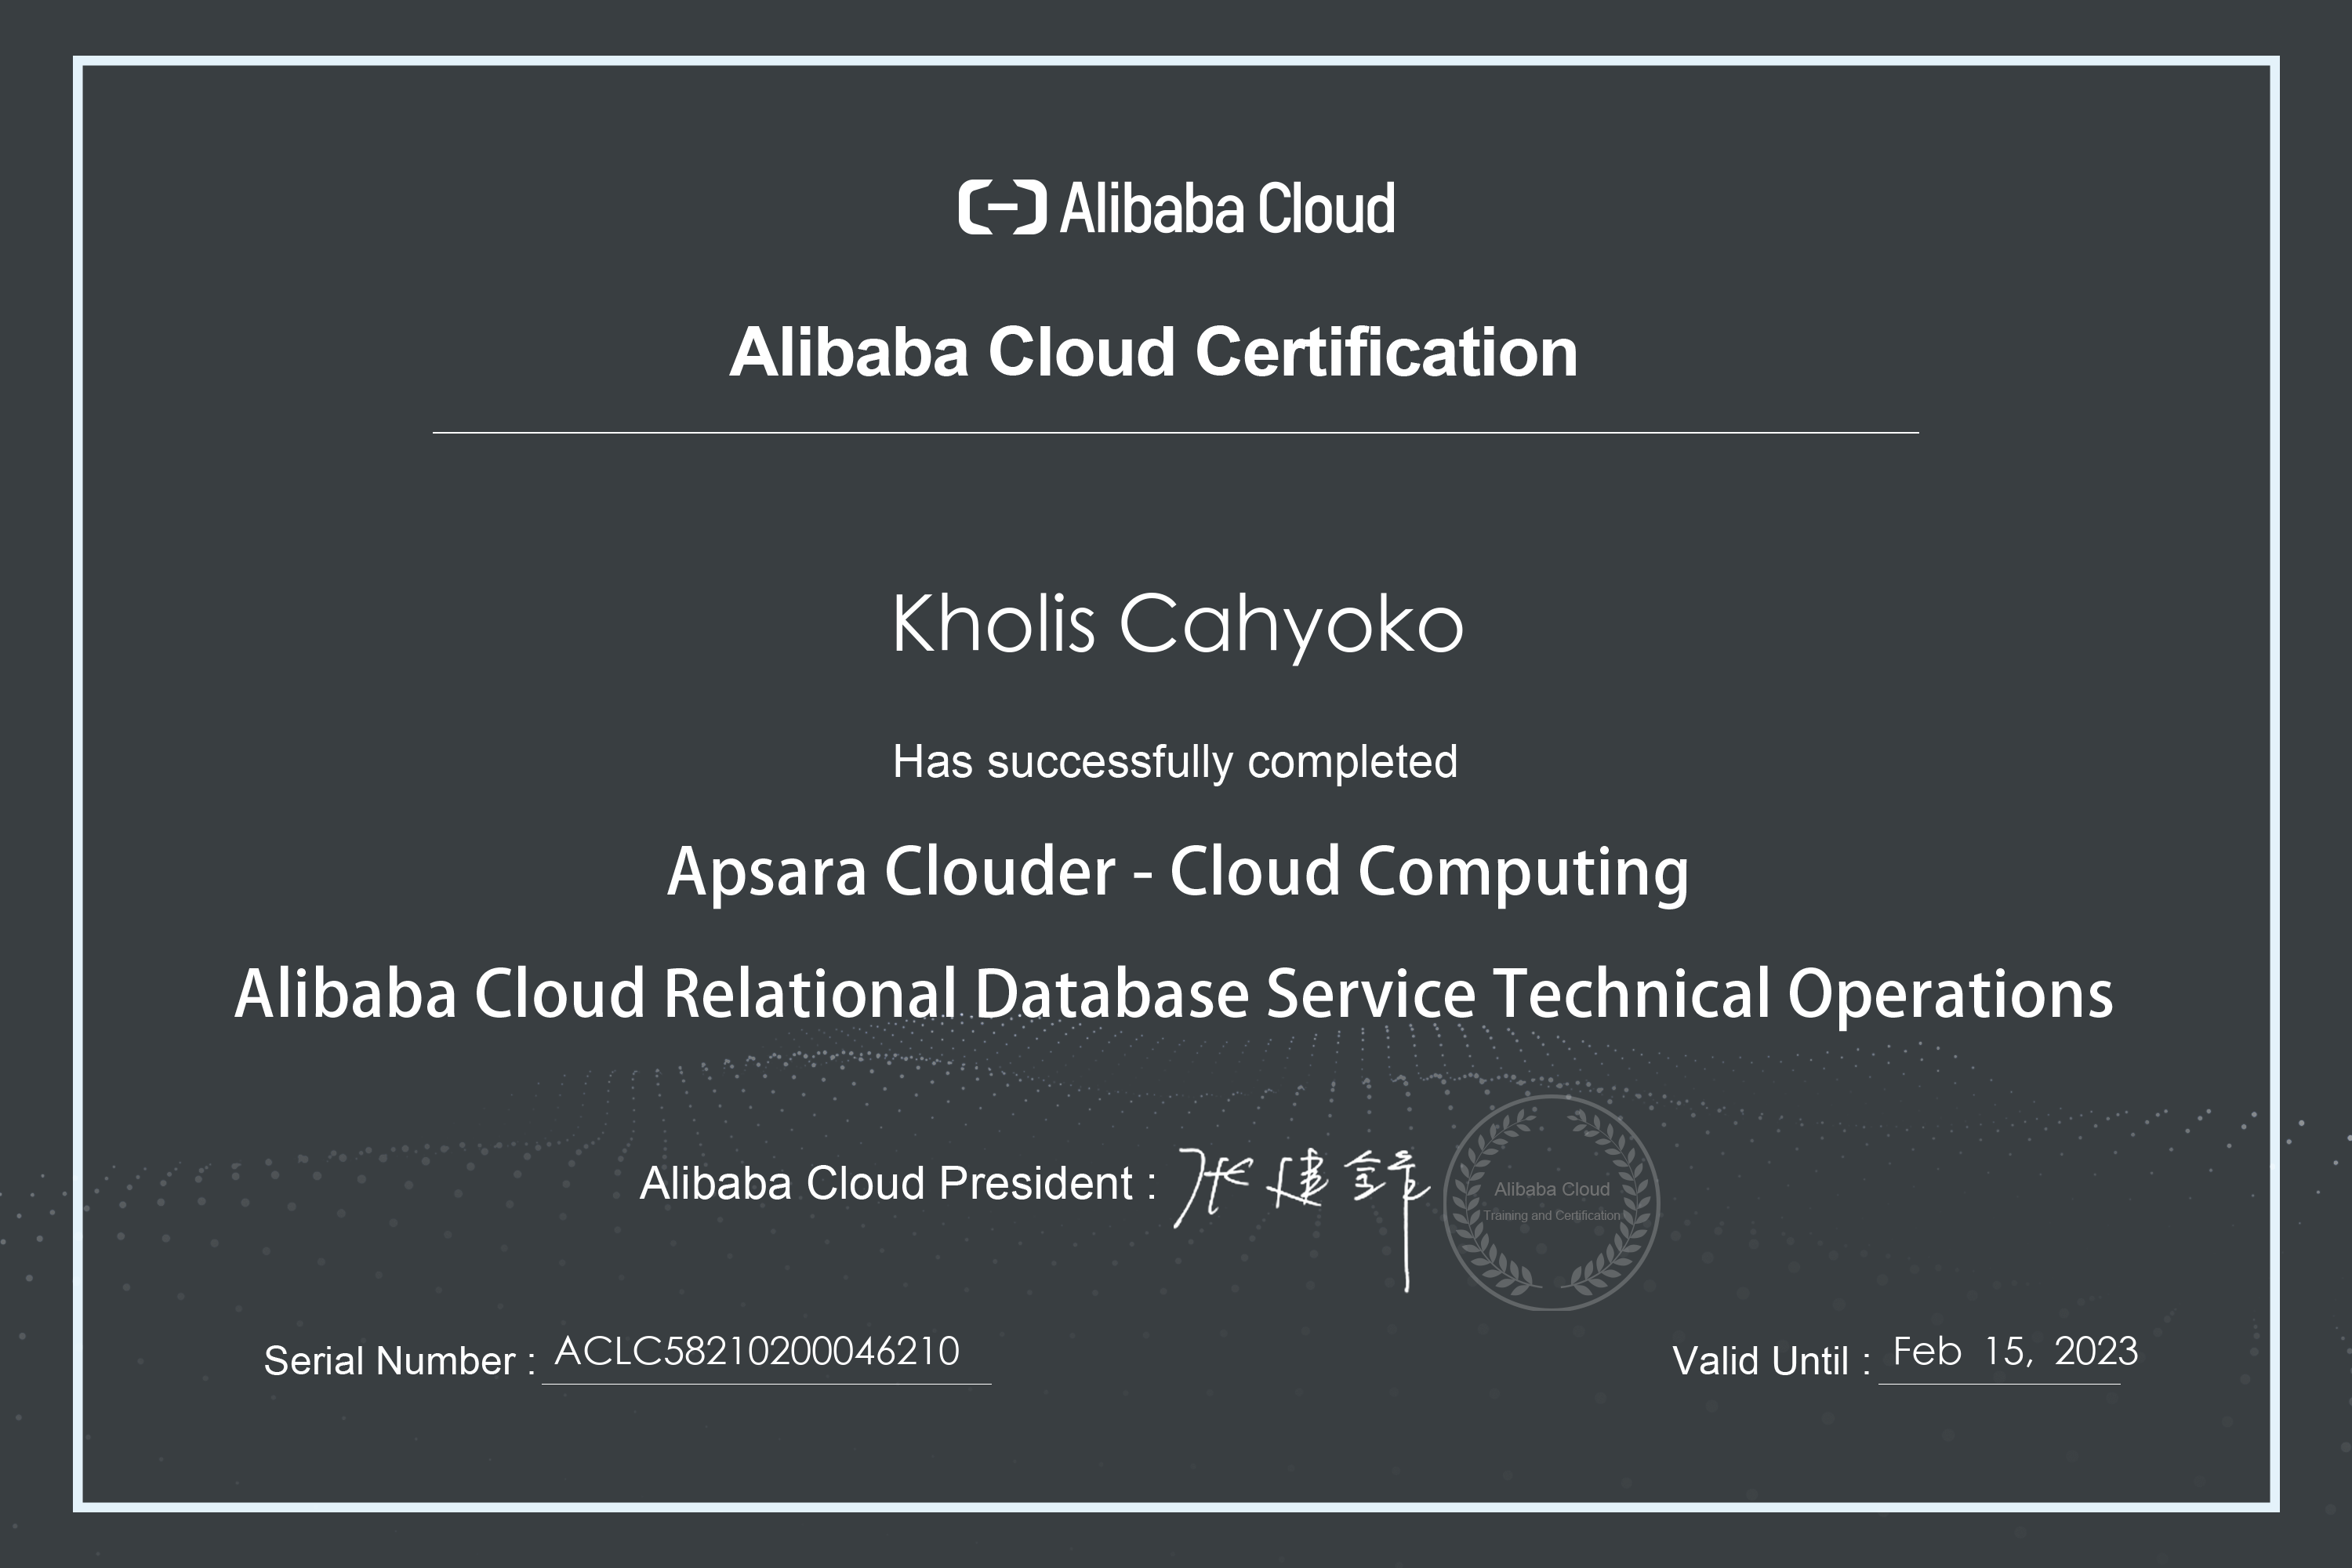 Alibaba Cloud
Alibaba Cloud Certification
Kholis Cahyoko
Has successfully completed
Apsara Clouder - Cloud Computing
Alibaba Cloud Relational Database Service Technical Operations
Alibaba Cloud President : 张建锋
Alibaba Cloud
Training and Certification
Serial Number : ACLC58210200046210
Valid Until : Feb 15, 2023